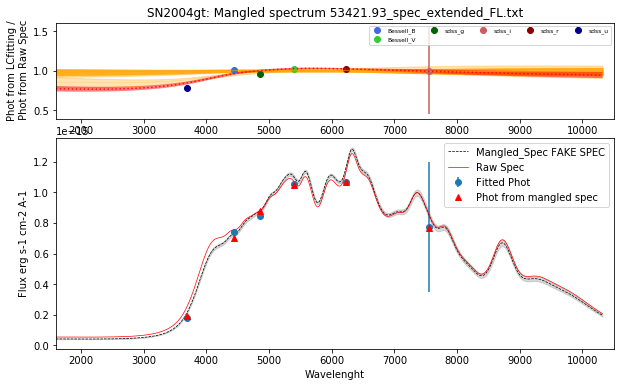 SN2004gt: Mangled spectrum 53421.93_spec_extended_FL.txt
Phot from LCfitting /
Phot from Raw Spec
1.5
1.0
0.5
Bessell_B
Bessell_V
sdss_g
sdss_i
sdss_r
sdss_u
2000 3000 4000 5000 6000 7000 8000 9000 10000
Flux erg s-1 cm-2 A-1
1.2
1.0
0.8
0.6
0.4
0.2
0.0
Mangled_Spec FAKE SPEC
Raw Spec
Fitted Phot
Phot from mangled spec
2000 3000 4000 5000 6000 7000 8000 9000 10000
Wavelenght